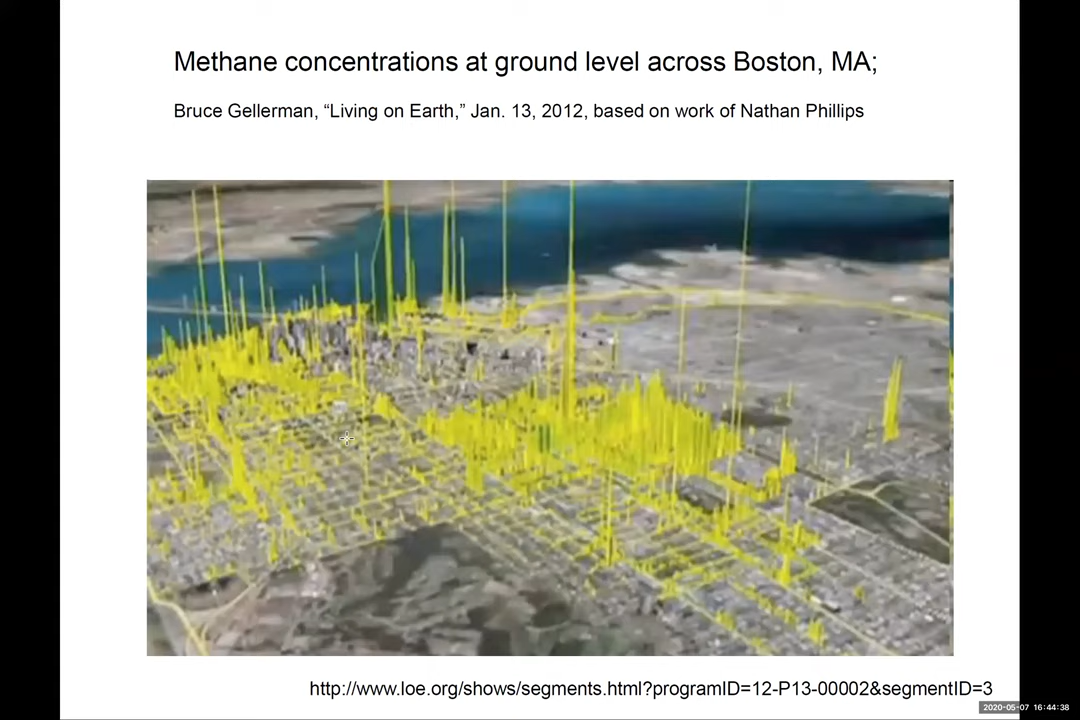 Methane concentrations at ground level across Boston, MA;
Bruce Gellerman, “Living on Earth,” Jan. 13, 2012, based on work of Nathan Phillips
http://www.loe.org/shows/segments.html?programID=12-P13-00002&segmentID=3
2020-05-07 16:44:38